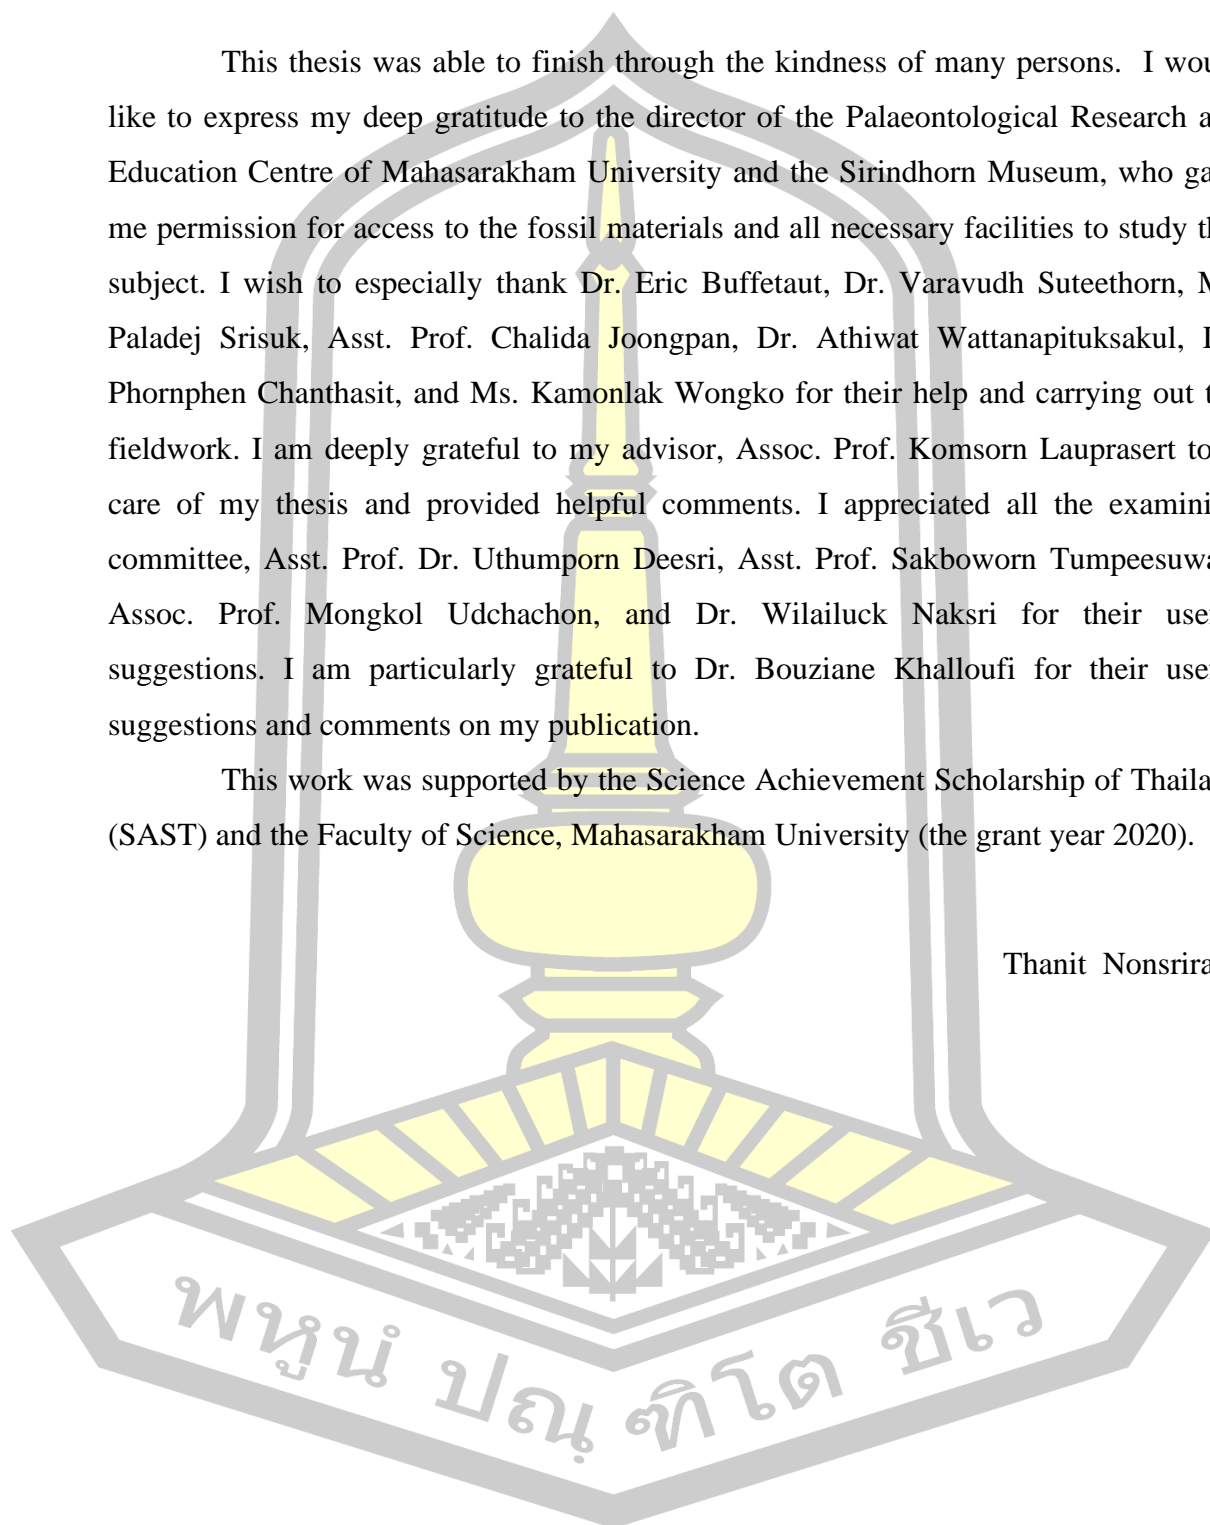 This thesis was able to finish through the kindness of many persons. I wou
like to express my deep gratitude to the director of the Palaeontological Research a
Education Centre of Mahasarakham University and the Sirindhorn Museum, who ga
me permission for access to the fossil materials and all necessary facilities to study th
subject. I wish to especially thank Dr. Eric Buffetaut, Dr. Varavudh Suteethorn, M
Paladej Srisuk, Asst. Prof. Chalida Joongpan, Dr. Athiwat Wattanapituksakul, D
Phornphen Chanthasit, and Ms. Kamonlak Wongko for their help and carrying out t
fieldwork. I am deeply grateful to my advisor, Assoc. Prof. Komsorn Lauprasert to
care of my thesis and provided helpful comments. I appreciated all the examini
committee, Asst. Prof. Dr. Uthumporn Deesri, Asst. Prof. Sakboworn Tumpeesuwa
Assoc. Prof. Mongkol Udchachon, and Dr. Wilailuck Naksri for their use
suggestions. I am particularly grateful to Dr. Bouziane Khalloufi for their use
suggestions and comments on my publication.
This work was supported by the Science Achievement Scholarship of Thaila
(SAST) and the Faculty of Science, Mahasarakham University (the grant year 2020).
Thanit Nonsrira
พหูนํ ปณฺฑิโต ชีเว